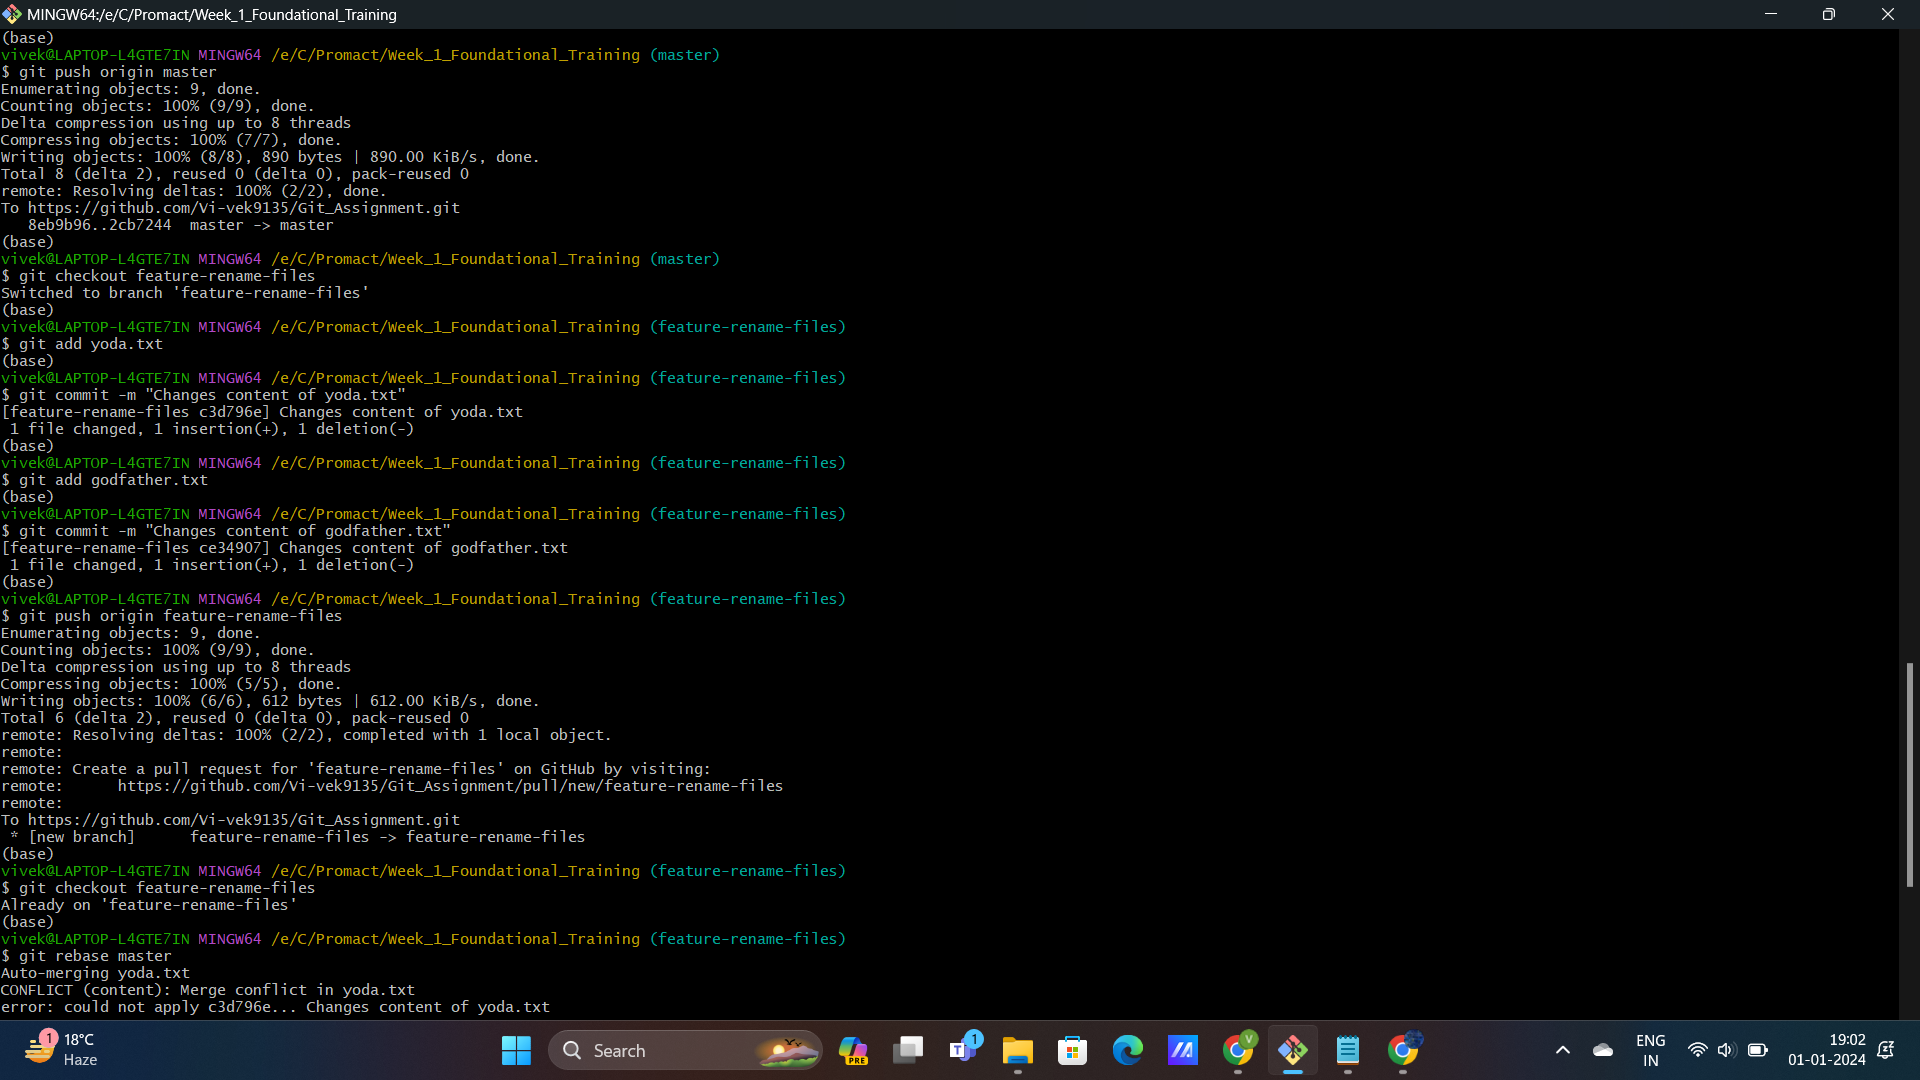 MINGW64:/e/C/Promact/Week_1_Foundational_Training
(base)
vivek@LAPTOP-L4GTE7IN MINGW64 /e/C/Promact/Week_1_Foundational_Training (master)
$ git push origin master
Enumerating objects: 9, done.
Counting objects: 100% (9/9), done.
Delta compression using up to 8 threads
Compressing objects: 100% (7/7), done.
Writing objects: 100% (8/8), 890 bytes | 890.00 KiB/s, done.
Total 8 (delta 2), reused 0 (delta 0), pack-reused 0
remote: Resolving deltas: 100% (2/2), done.
To https://github.com/Vi-vek9135/Git_Assignment.git
   8eb9b96..2cb7244  master -> master
(base)
vivek@LAPTOP-L4GTE7IN MINGW64 /e/C/Promact/Week_1_Foundational_Training (master)
$ git checkout feature-rename-files
Switched to branch 'feature-rename-files'
(base)
vivek@LAPTOP-L4GTE7IN MINGW64 /e/C/Promact/Week_1_Foundational_Training (feature-rename-files)
$ git add yoda.txt
(base)
vivek@LAPTOP-L4GTE7IN MINGW64 /e/C/Promact/Week_1_Foundational_Training (feature-rename-files)
$ git commit -m "Changes content of yoda.txt"
[feature-rename-files c3d796e] Changes content of yoda.txt
 1 file changed, 1 insertion(+), 1 deletion(-)
(base)
vivek@LAPTOP-L4GTE7IN MINGW64 /e/C/Promact/Week_1_Foundational_Training (feature-rename-files)
$ git add godfather.txt
(base)
vivek@LAPTOP-L4GTE7IN MINGW64 /e/C/Promact/Week_1_Foundational_Training (feature-rename-files)
$ git commit -m "Changes content of godfather.txt"
[feature-rename-files ce34907] Changes content of godfather.txt
 1 file changed, 1 insertion(+), 1 deletion(-)
(base)
vivek@LAPTOP-L4GTE7IN MINGW64 /e/C/Promact/Week_1_Foundational_Training (feature-rename-files)
$ git push origin feature-rename-files
Enumerating objects: 9, done.
Counting objects: 100% (9/9), done.
Delta compression using up to 8 threads
Compressing objects: 100% (5/5), done.
Writing objects: 100% (6/6), 612 bytes | 612.00 KiB/s, done.
Total 6 (delta 2), reused 0 (delta 0), pack-reused 0
remote: Resolving deltas: 100% (2/2), completed with 1 local object.
remote:
remote: Create a pull request for 'feature-rename-files' on GitHub by visiting:
remote:      https://github.com/Vi-vek9135/Git_Assignment/pull/new/feature-rename-files
remote:
To https://github.com/Vi-vek9135/Git_Assignment.git
 * [new branch]      feature-rename-files -> feature-rename-files
(base)
vivek@LAPTOP-L4GTE7IN MINGW64 /e/C/Promact/Week_1_Foundational_Training (feature-rename-files)
$ git checkout feature-rename-files
Already on 'feature-rename-files'
(base)
vivek@LAPTOP-L4GTE7IN MINGW64 /e/C/Promact/Week_1_Foundational_Training (feature-rename-files)
$ git rebase master
Auto-merging yoda.txt
CONFLICT (content): Merge conflict in yoda.txt
error: could not apply c3d796e... Changes content of yoda.txt
1
18°C
Haze
Search
PRE
T
1
V
ENG
IN
19:02
01-01-2024